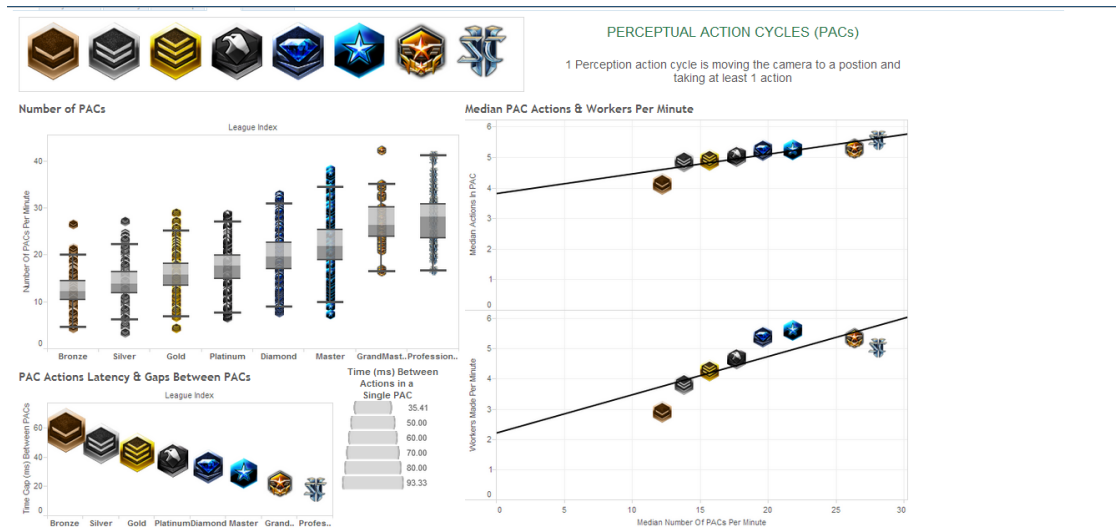 PERCEPTUAL ACTION CYCLES (PACs)
1 Perception action cycle is moving the camera to a postion and
taking at least 1 action
Number of PACs
League Index
Number Of PACs Per Minute
40
30
20
10
0
Bronze Silver Gold Platinum Diamond Master GrandMast.. Profession..
PAC Actions Latency & Gaps Between PACs
League Index
Time Gap (ms) Between PACs
60
40
20
0
Bronze Silver Gold Platinum Diamond Master Grand.. Profes..
Time (ms) Between
Actions in a
Single PAC
35.41
50.00
60.00
70.00
80.00
93.33
Median PAC Actions & Workers Per Minute
Median Actions In PAC
6
5
4
3
2
1
0
Workers Made Per Minute
6
5
4
3
2
1
0
0 5 10 15 20 25 30
Median Number Of PACs Per Minute